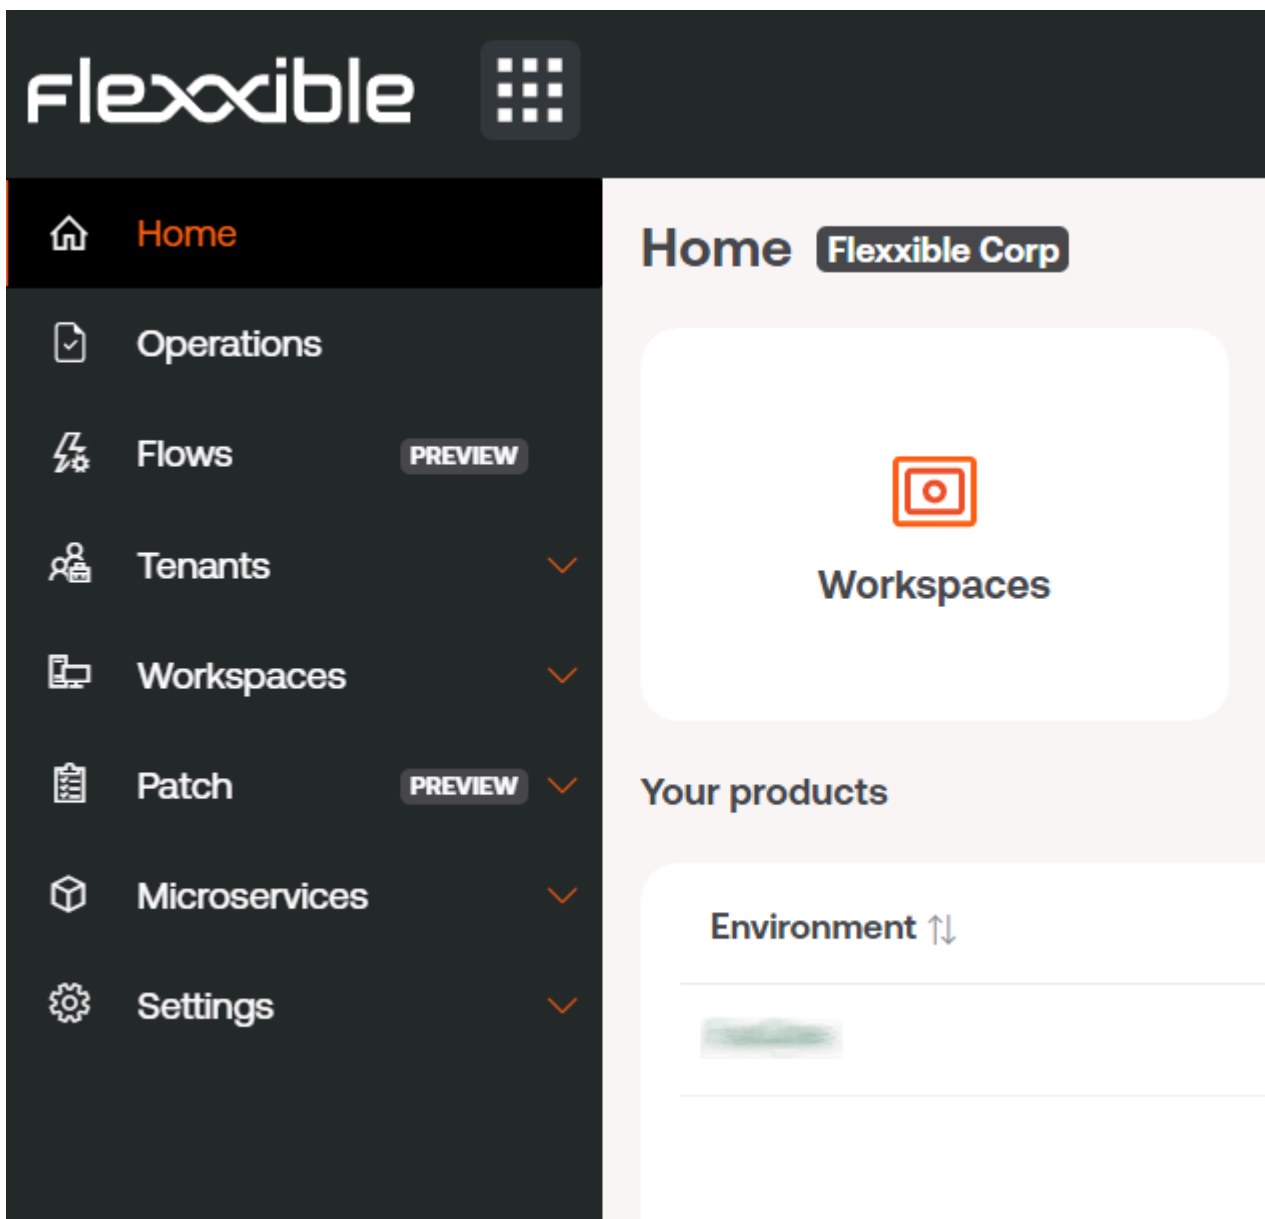 Flexxible
Home
Operations
Flows PREVIEW
Tenants
Workspaces
Patch PREVIEW
Microservices
Settings
Home Flexxible Corp
Workspaces
Your products
Environment